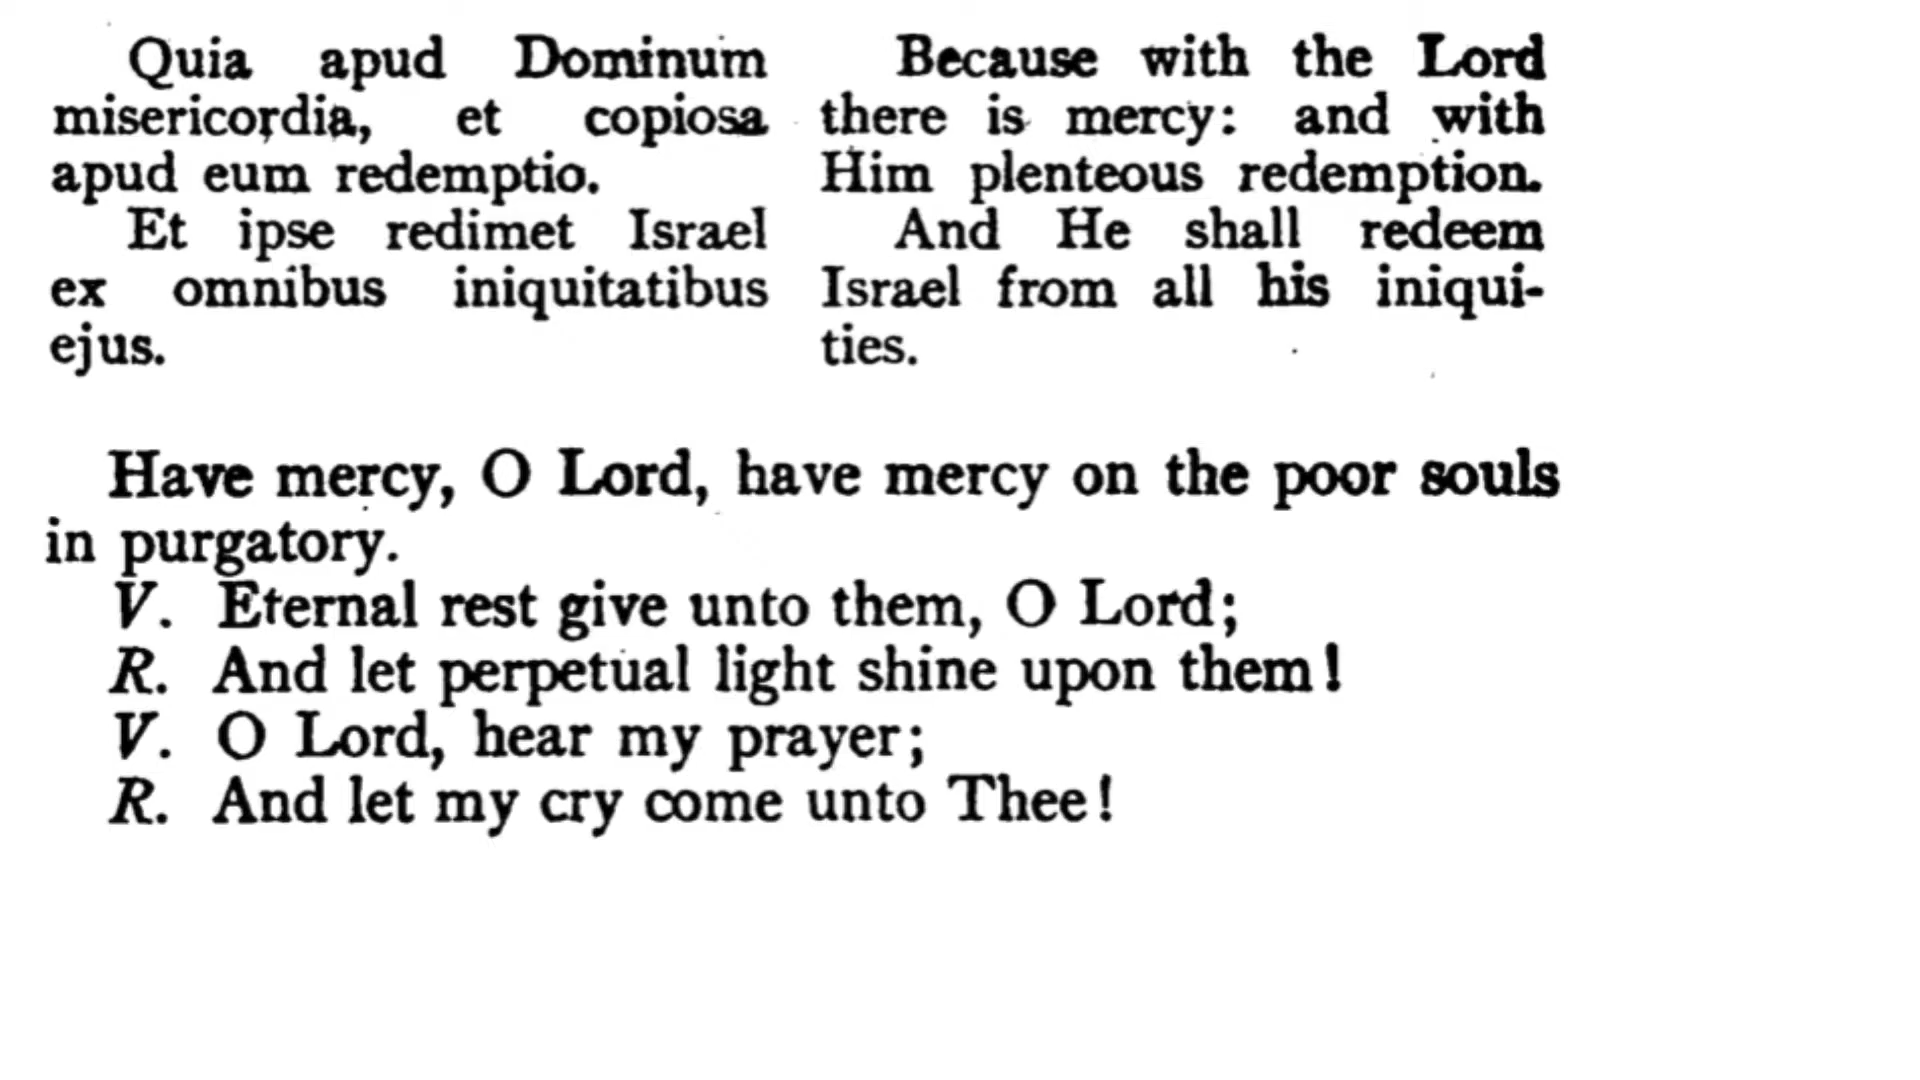 Quia apud Dominum
misericordia, et copiosa
apud eum redemptio.
Et ipse redimet Israel
ex omnibus iniquitatibus
ejus.
Because with the Lord
there is mercy: and with
Him plenteous redemption.
And He shall redeem
Israel from all his iniqui-
ties.
Have mercy, O Lord, have mercy on the poor souls
in purgatory.
V. Eternal rest give unto them, O Lord;
R. And let perpetual light shine upon them!
V. O Lord, hear my prayer;
R. And let my cry come unto Thee!